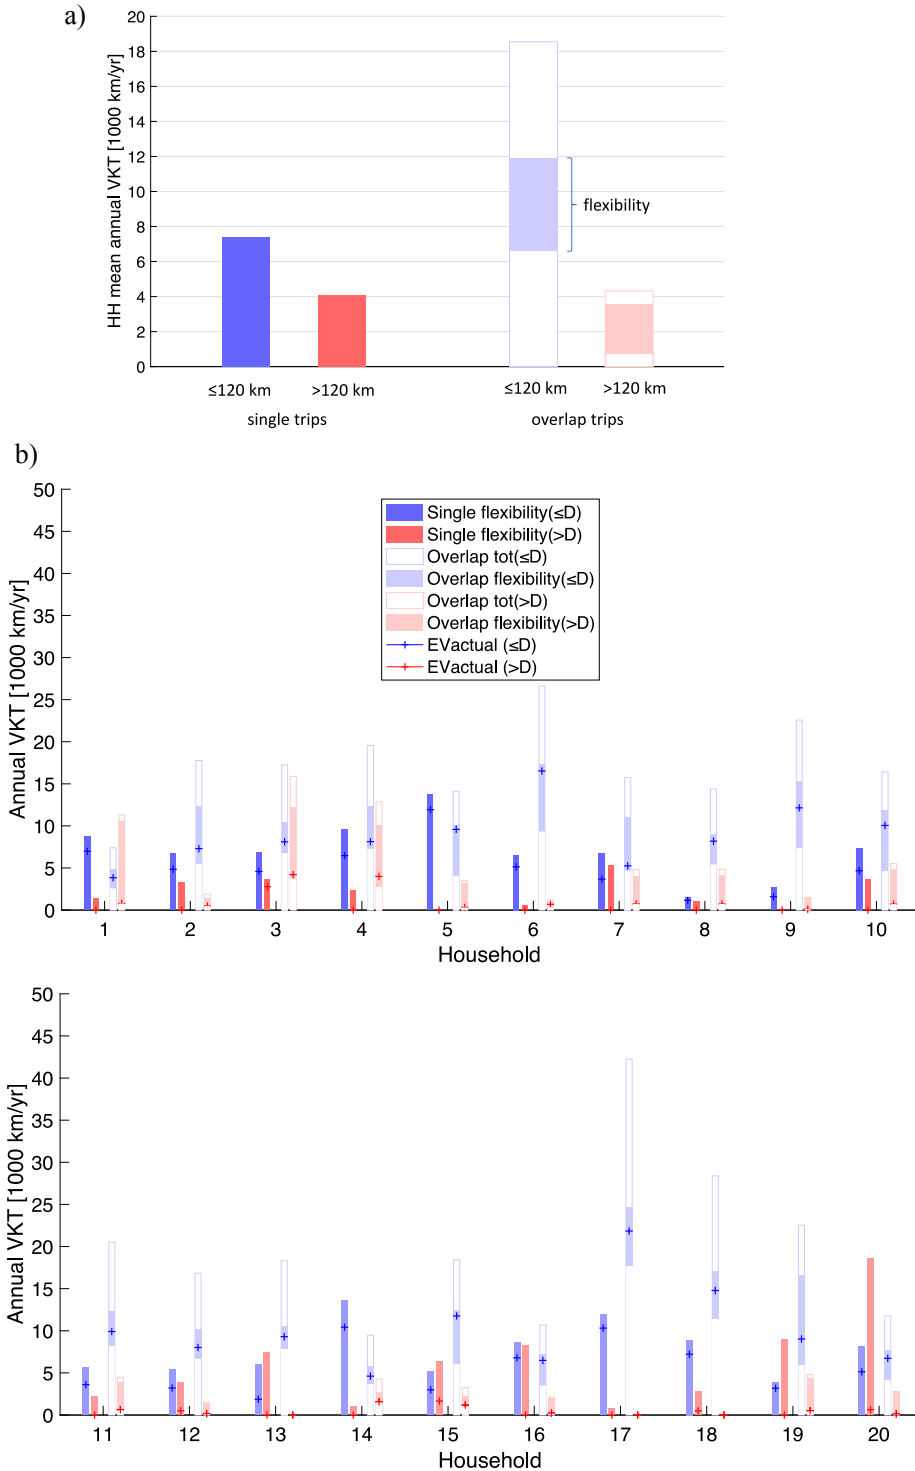 a)
HH mean annual VKT [1000 km/yr]
20
18
16
14
12
10
8
6
4
2
0
flexibility
≤120 km >120 km ≤120 km >120 km
single trips overlap trips
b)
Annual VKT [1000 km/yr]
50
45
40
35
30
25
20
15
10
5
0
Single flexibility(≤D)
Single flexibility(>D)
Overlap tot(≤D)
Overlap flexibility(≤D)
Overlap tot(>D)
Overlap flexibility(>D)
EVactual (≤D)
EVactual (>D)
1 2 3 4 5 6 7 8 9 10
Household
Annual VKT [1000 km/yr]
50
45
40
35
30
25
20
15
10
5
0
11 12 13 14 15 16 17 18 19 20
Household